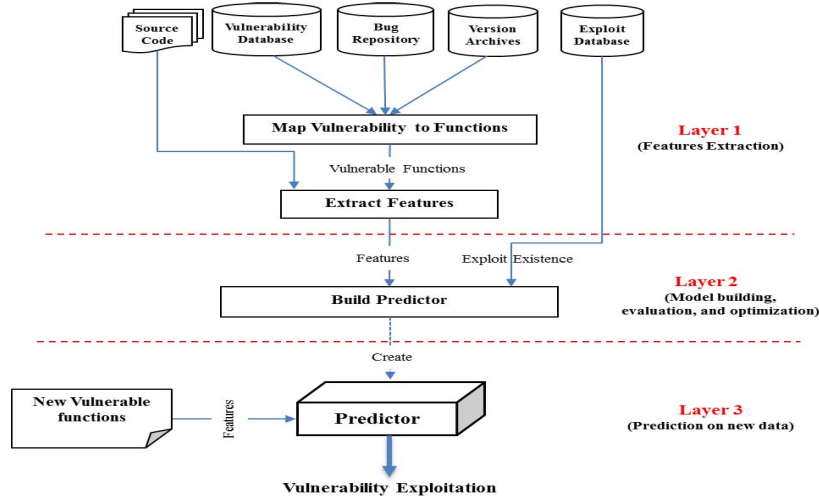 Source
Code
Vulnerability
Database
Bug
Repository
Version
Archives
Exploit
Database
Map Vulnerability to Functions
Layer 1
(Features Extraction)
Vulnerable Functions
Extract Features
Features
Exploit Existence
Layer 2
(Model building,
evaluation, and optimization)
Build Predictor
Create
New Vulnerable
functions
Features
Predictor
Layer 3
(Prediction on new data)
Vulnerability Exploitation